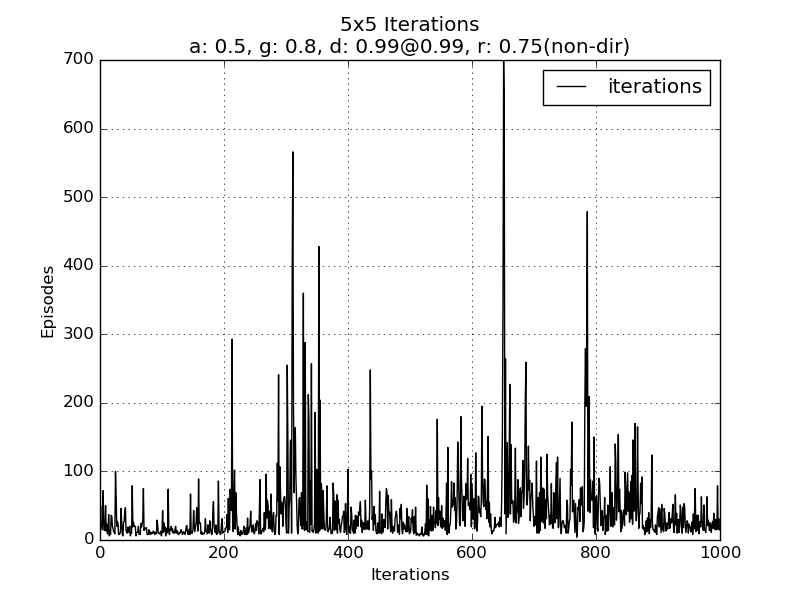 5x5 Iterations
a: 0.5, g: 0.8, d: 0.99@0.99, r: 0.75(non-dir)
700
iterations
600
500
400
Episodes
300
200
100
0
0 200 400 600 800 1000
Iterations